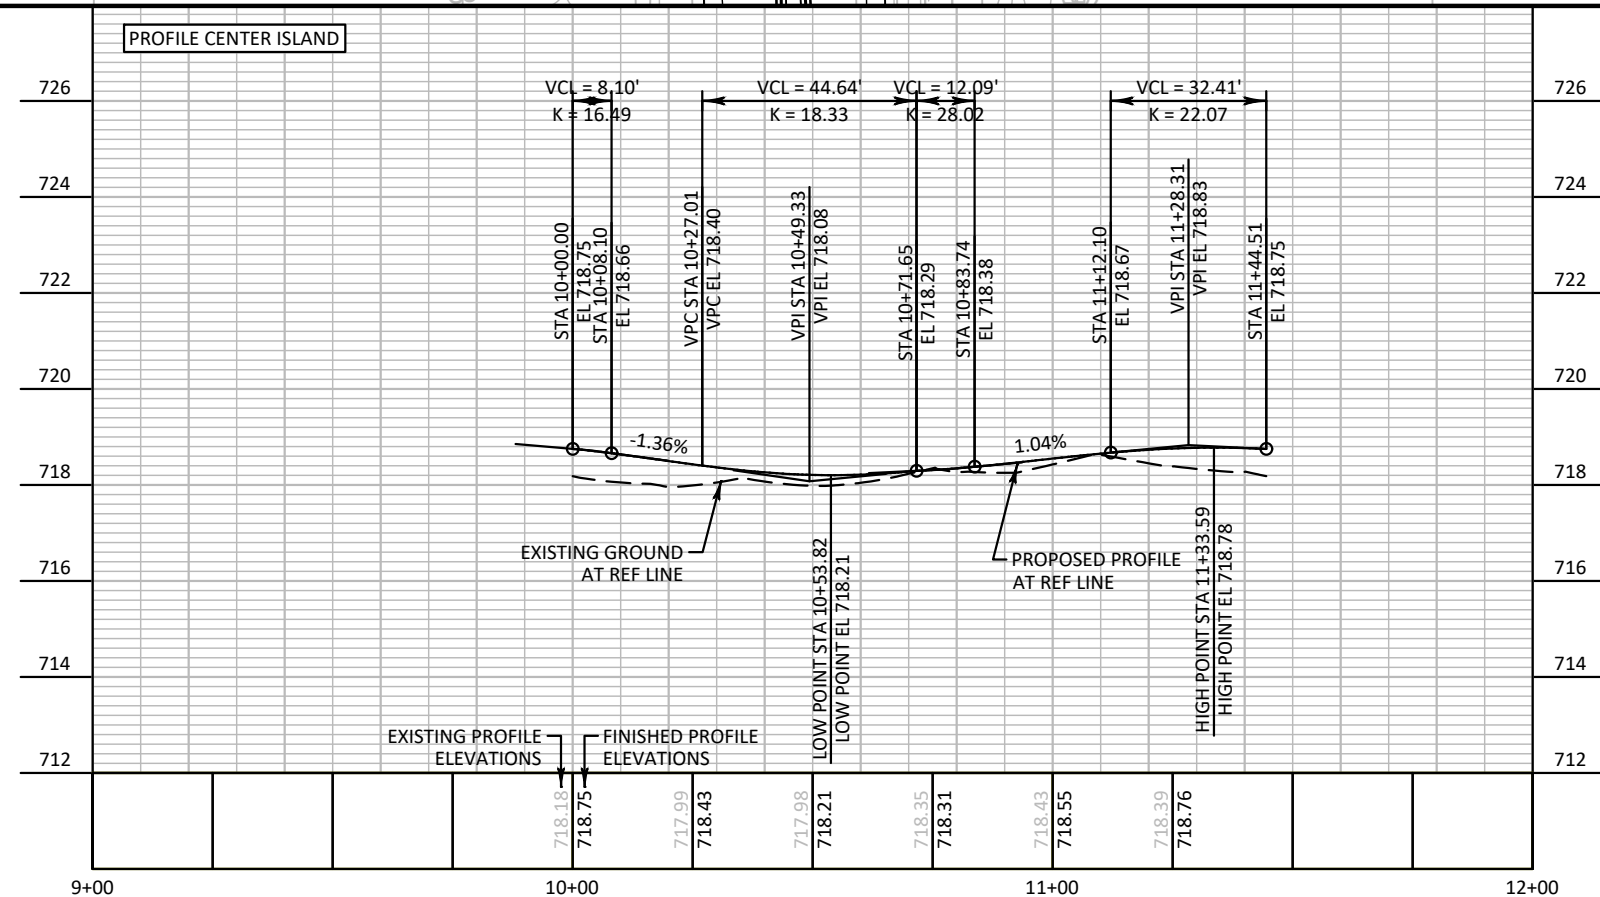 PROFILE CENTER ISLAND
VCL = 8.10'
K = 16.49
VCL = 44.64'
K = 18.33
VCL = 12.09'
K = 28.02
VCL = 32.41'
K = 22.07
726
726
724
724
722
722
720
720
718
718
716
716
714
714
712
712
STA 10+00.00
EL 718.75
STA 10+08.10
EL 718.66
VPC STA 10+27.01
VPC EL 718.40
VPI STA 10+49.33
VPI EL 718.08
STA 10+71.65
EL 718.29
STA 10+83.74
EL 718.38
STA 11+12.10
EL 718.67
VPI STA 11+28.31
VPI EL 718.83
STA 11+44.51
EL 718.75
-1.36%
1.04%
EXISTING GROUND
AT REF LINE
PROPOSED PROFILE
AT REF LINE
LOW POINT STA 10+53.82
LOW POINT EL 718.21
HIGH POINT STA 11+33.59
HIGH POINT EL 718.78
EXISTING PROFILE
ELEVATIONS
FINISHED PROFILE
ELEVATIONS
718.18
718.75
717.99
718.43
717.98
718.21
718.35
718.31
718.43
718.55
718.39
718.76
9+00
10+00
11+00
12+00